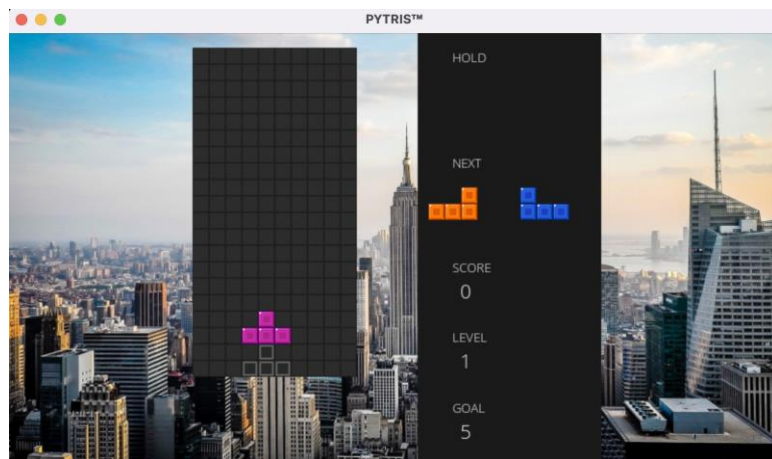 PYTRIS™
HOLD
NEXT
SCORE
0
LEVEL
1
GOAL
5